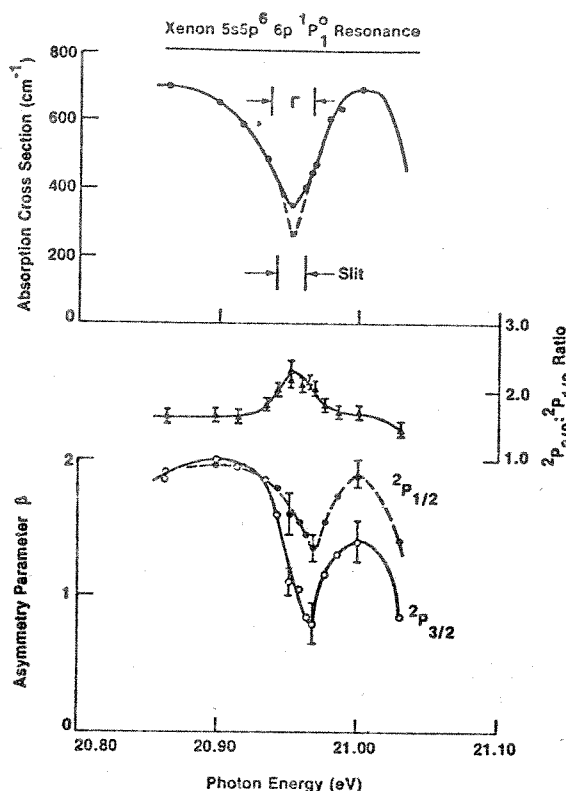 Xenon 5s5p⁶ 6p ¹P₁⁰ Resonance
800
600
400
200
0
Absorption Cross Section (cm⁻¹)
Γ
Slit
3.0
2.0
1.0
²P₃/₂:²P₁/₂ Ratio
2
1
0
Asymmetry Parameter β
²P₁/₂
²P₃/₂
20.80
20.90
21.00
21.10
Photon Energy (eV)